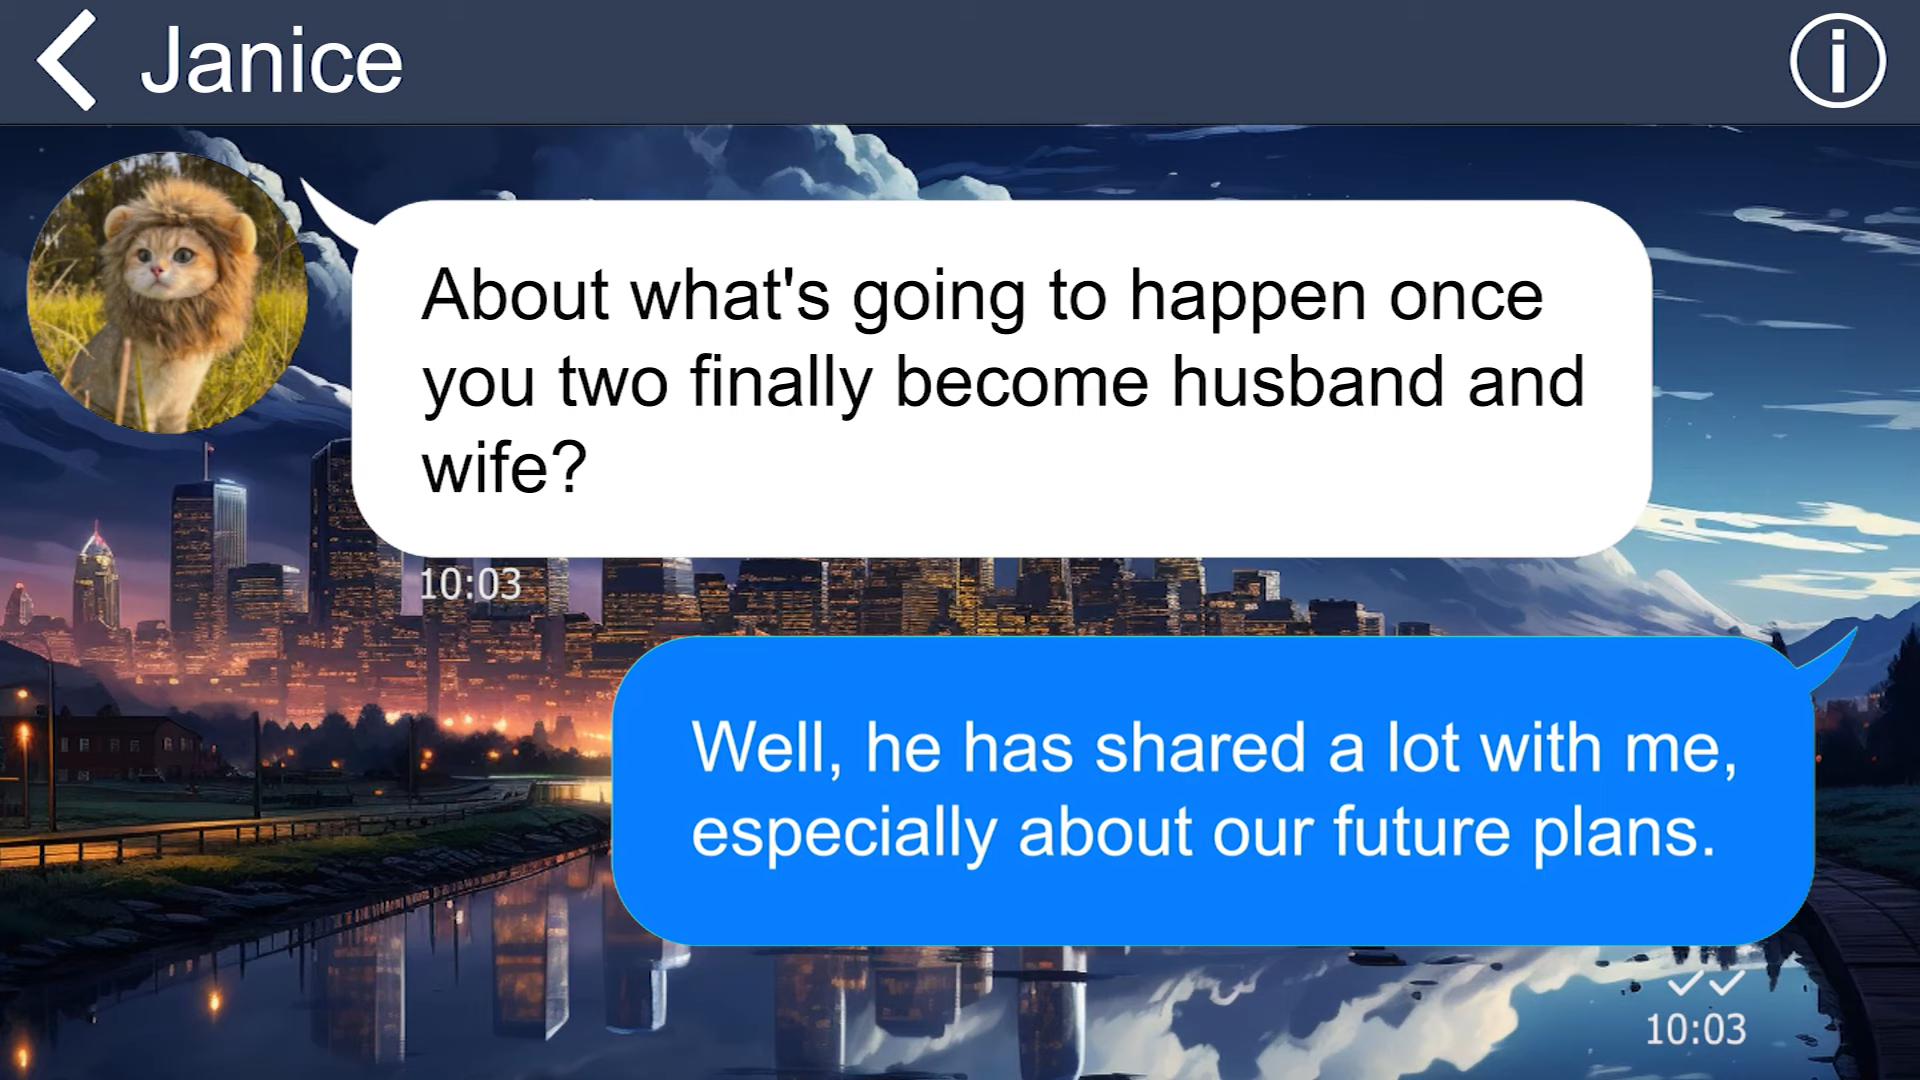 Janice
About what's going to happen once
you two finally become husband and
wife?
10:03
Well, he has shared a lot with me,
especially about our future plans.
10:03